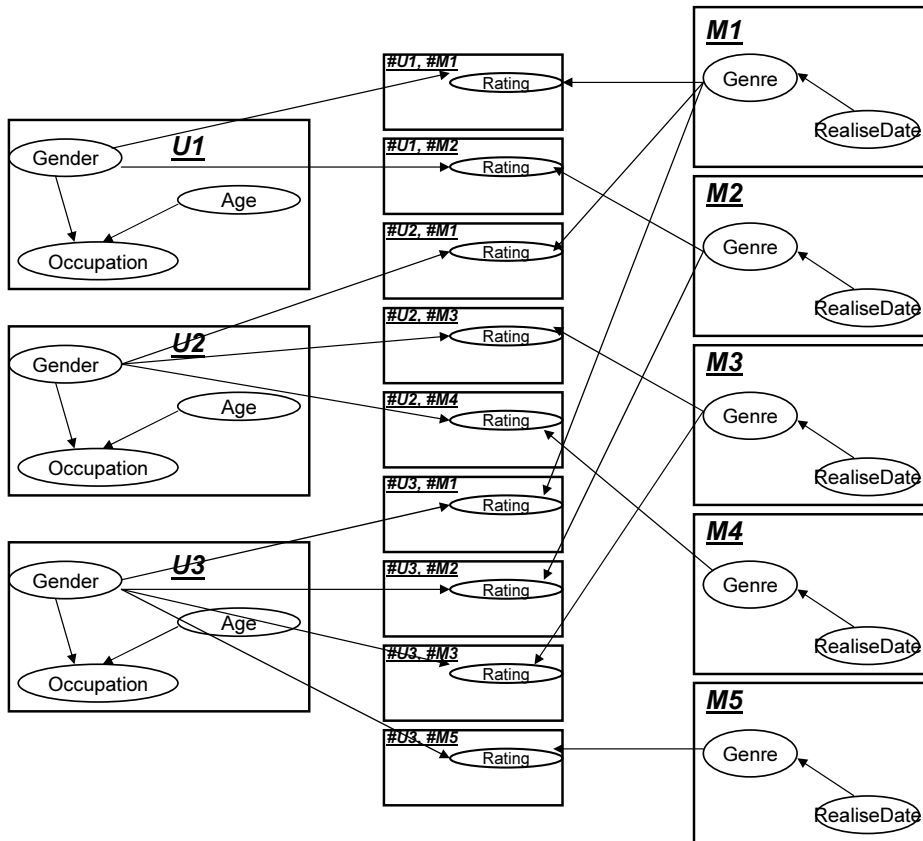 U1
Gender
Age
Occupation
U2
Gender
Age
Occupation
U3
Gender
Age
Occupation
#U1, #M1
Rating
#U1, #M2
Rating
#U2, #M1
Rating
#U2, #M3
Rating
#U2, #M4
Rating
#U3, #M1
Rating
#U3, #M2
Rating
#U3, #M3
Rating
#U3, #M5
Rating
M1
Genre
RealiseDate
M2
Genre
RealiseDate
M3
Genre
RealiseDate
M4
Genre
RealiseDate
M5
Genre
RealiseDate